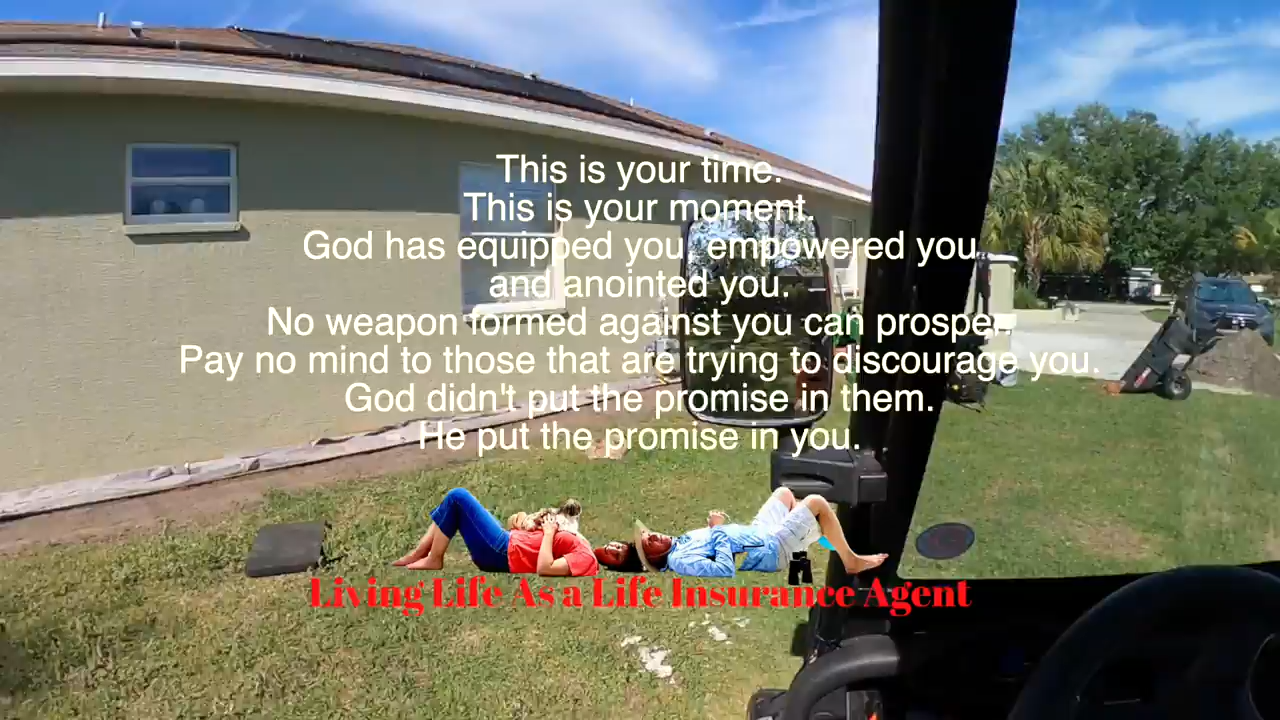 This is your time.
This is your moment.
God has equipped you, empowered you
and anointed you.
No weapon formed against you can prosper.
Pay no mind to those that are trying to discourage you.
God didn't put the promise in them.
He put the promise in you.
Living Life As a Life Insurance Agent